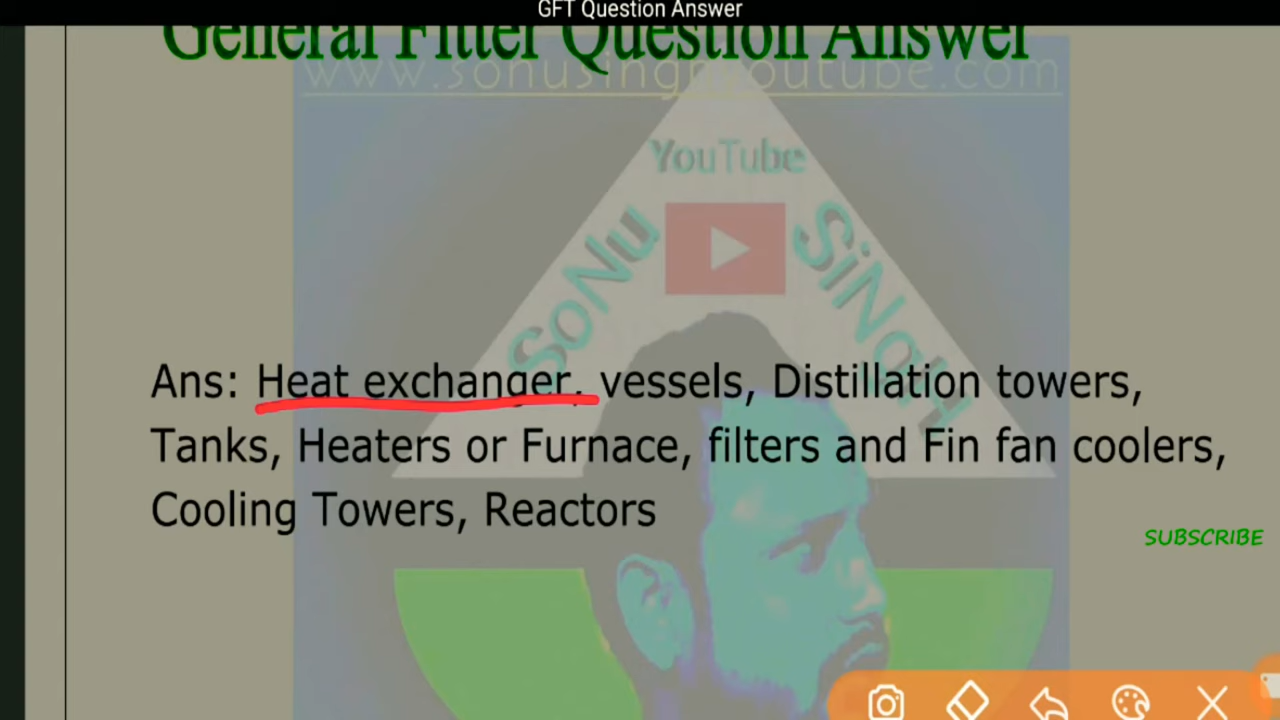 GFT Question Answer
General Fitter Question Answer
YouTube
SoNu SiNgH
Ans: Heat exchanger, vessels, Distillation towers,
Tanks, Heaters or Furnace, filters and Fin fan coolers,
Cooling Towers, Reactors
SUBSCRIBE